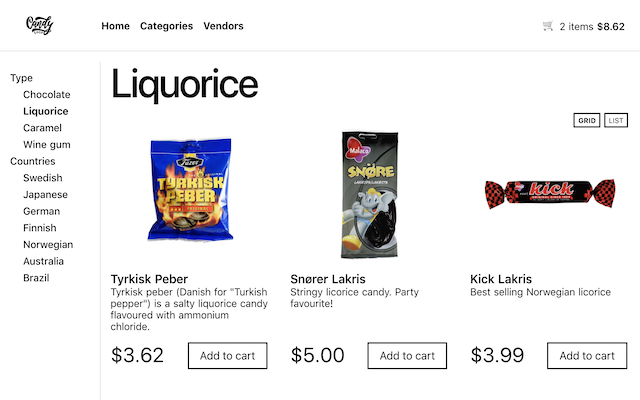 Candy
Home Categories Vendors
2 items $8.62
Type
Chocolate
Liquorice
Caramel
Wine gum
Countries
Swedish
Japanese
German
Finnish
Norwegian
Australia
Brazil
Liquorice
GRID LIST
Fazer
TYRKISK
PEBER
ORIGINAL
Malaco
SNØRE
kick
Tyrkisk Peber
Tyrkisk peber (Danish for "Turkish
pepper") is a salty liquorice candy
flavoured with ammonium
chloride.
$3.62 Add to cart
Snører Lakris
Stringy licorice candy. Party
favourite!
$5.00 Add to cart
Kick Lakris
Best selling Norwegian licorice
$3.99 Add to cart